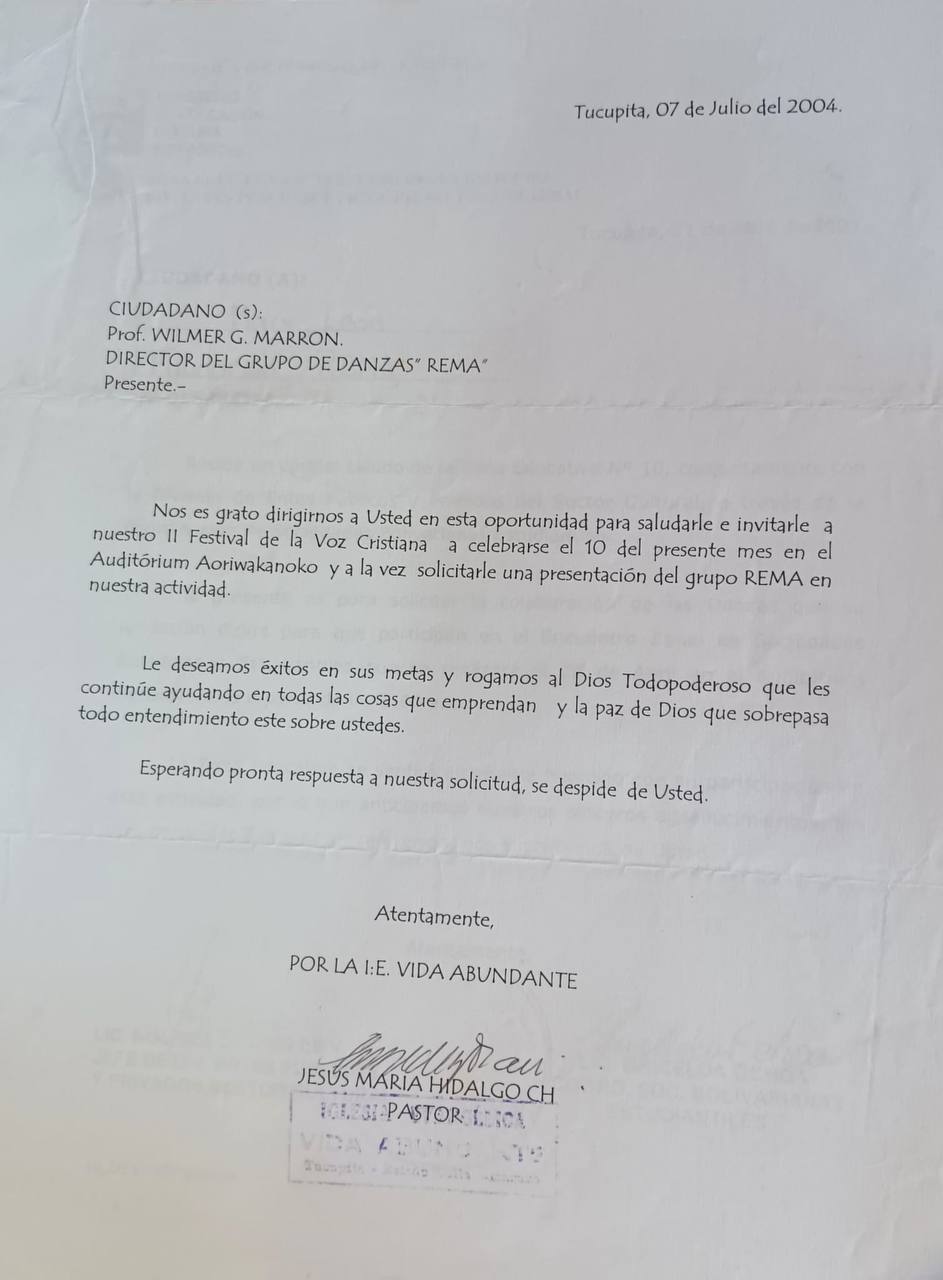 Tucupita, 07 de Julio del 2004.
CIUDADANO (s):
Prof. WILMER G. MARRON.
DIRECTOR DEL GRUPO DE DANZAS" REMA"
Presente.-
Nos es grato dirigirnos a Usted en esta oportunidad para saludarle e invitarle a
nuestro II Festival de la Voz Cristiana a celebrarse el 10 del presente mes en el
Auditórium Aoriwakanoko y a la vez solicitarle una presentación del grupo REMA en
nuestra actividad.
Le deseamos éxitos en sus metas y rogamos al Dios Todopoderoso que les
continúe ayudando en todas las cosas que emprendan y la paz de Dios que sobrepasa
todo entendimiento este sobre ustedes.
Esperando pronta respuesta a nuestra solicitud, se despide de Usted.
Atentamente,
POR LA I:E. VIDA ABUNDANTE
JESÚS MARIA HIDALGO CH
PASTOR
VIDA